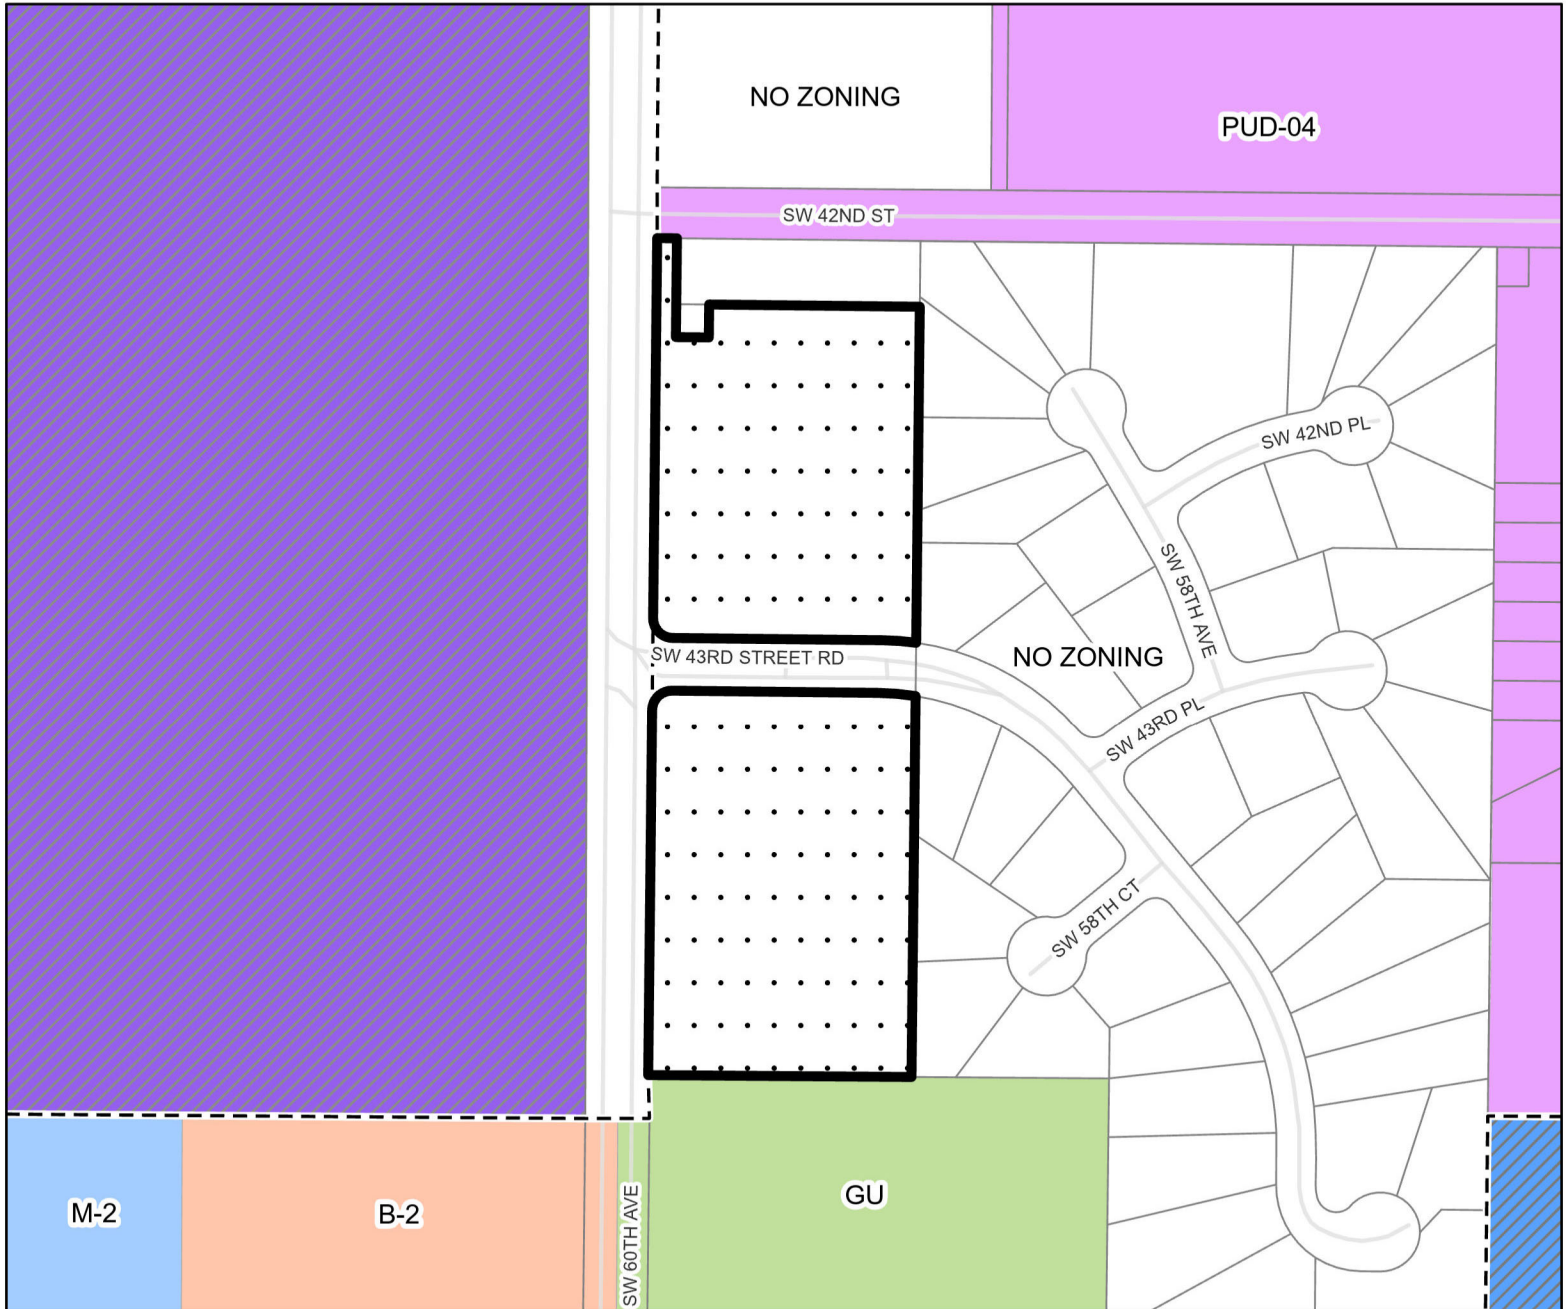 NO ZONING
PUD-04
SW 42ND ST
SW 42ND PL
SW 58TH AVE
SW 43RD STREET RD
NO ZONING
SW 43RD PL
SW 58TH CT
M-2
B-2
SW 60TH AVE
GU